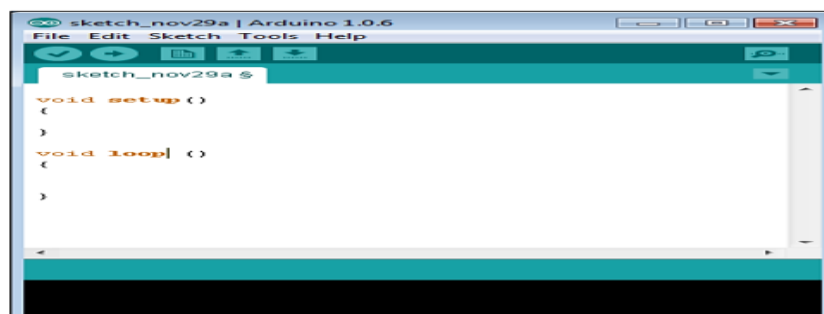 sketch_nov29a | Arduino 1.0.6
File Edit Sketch Tools Help
sketch_nov29a §
void setup()
{
}
void loop ()
{
}